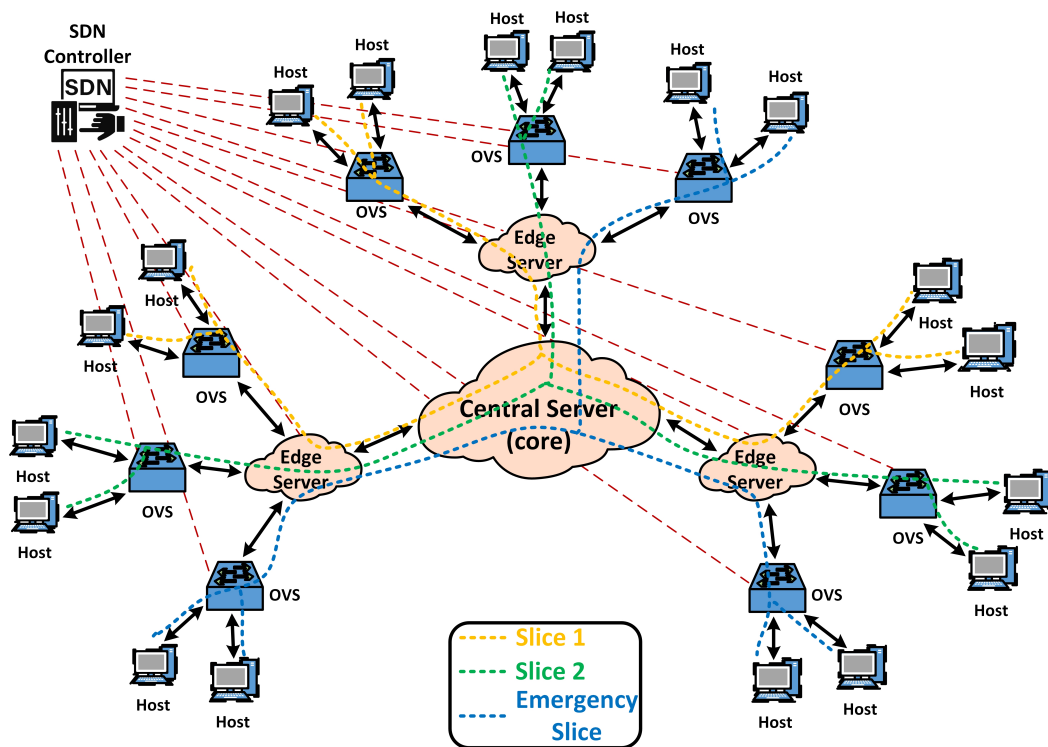 SDN
Controller
SDN
Host
Host
Host
Host
Host
Host
OVS
OVS
OVS
Edge
Server
Host
Host
OVS
Host
Host
OVS
Central Server
(core)
Host
Host
OVS
Edge
Server
Edge
Server
OVS
Host
Host
OVS
OVS
Host
Host
Host
Host
Host
Host
Slice 1
Slice 2
Emergency
Slice